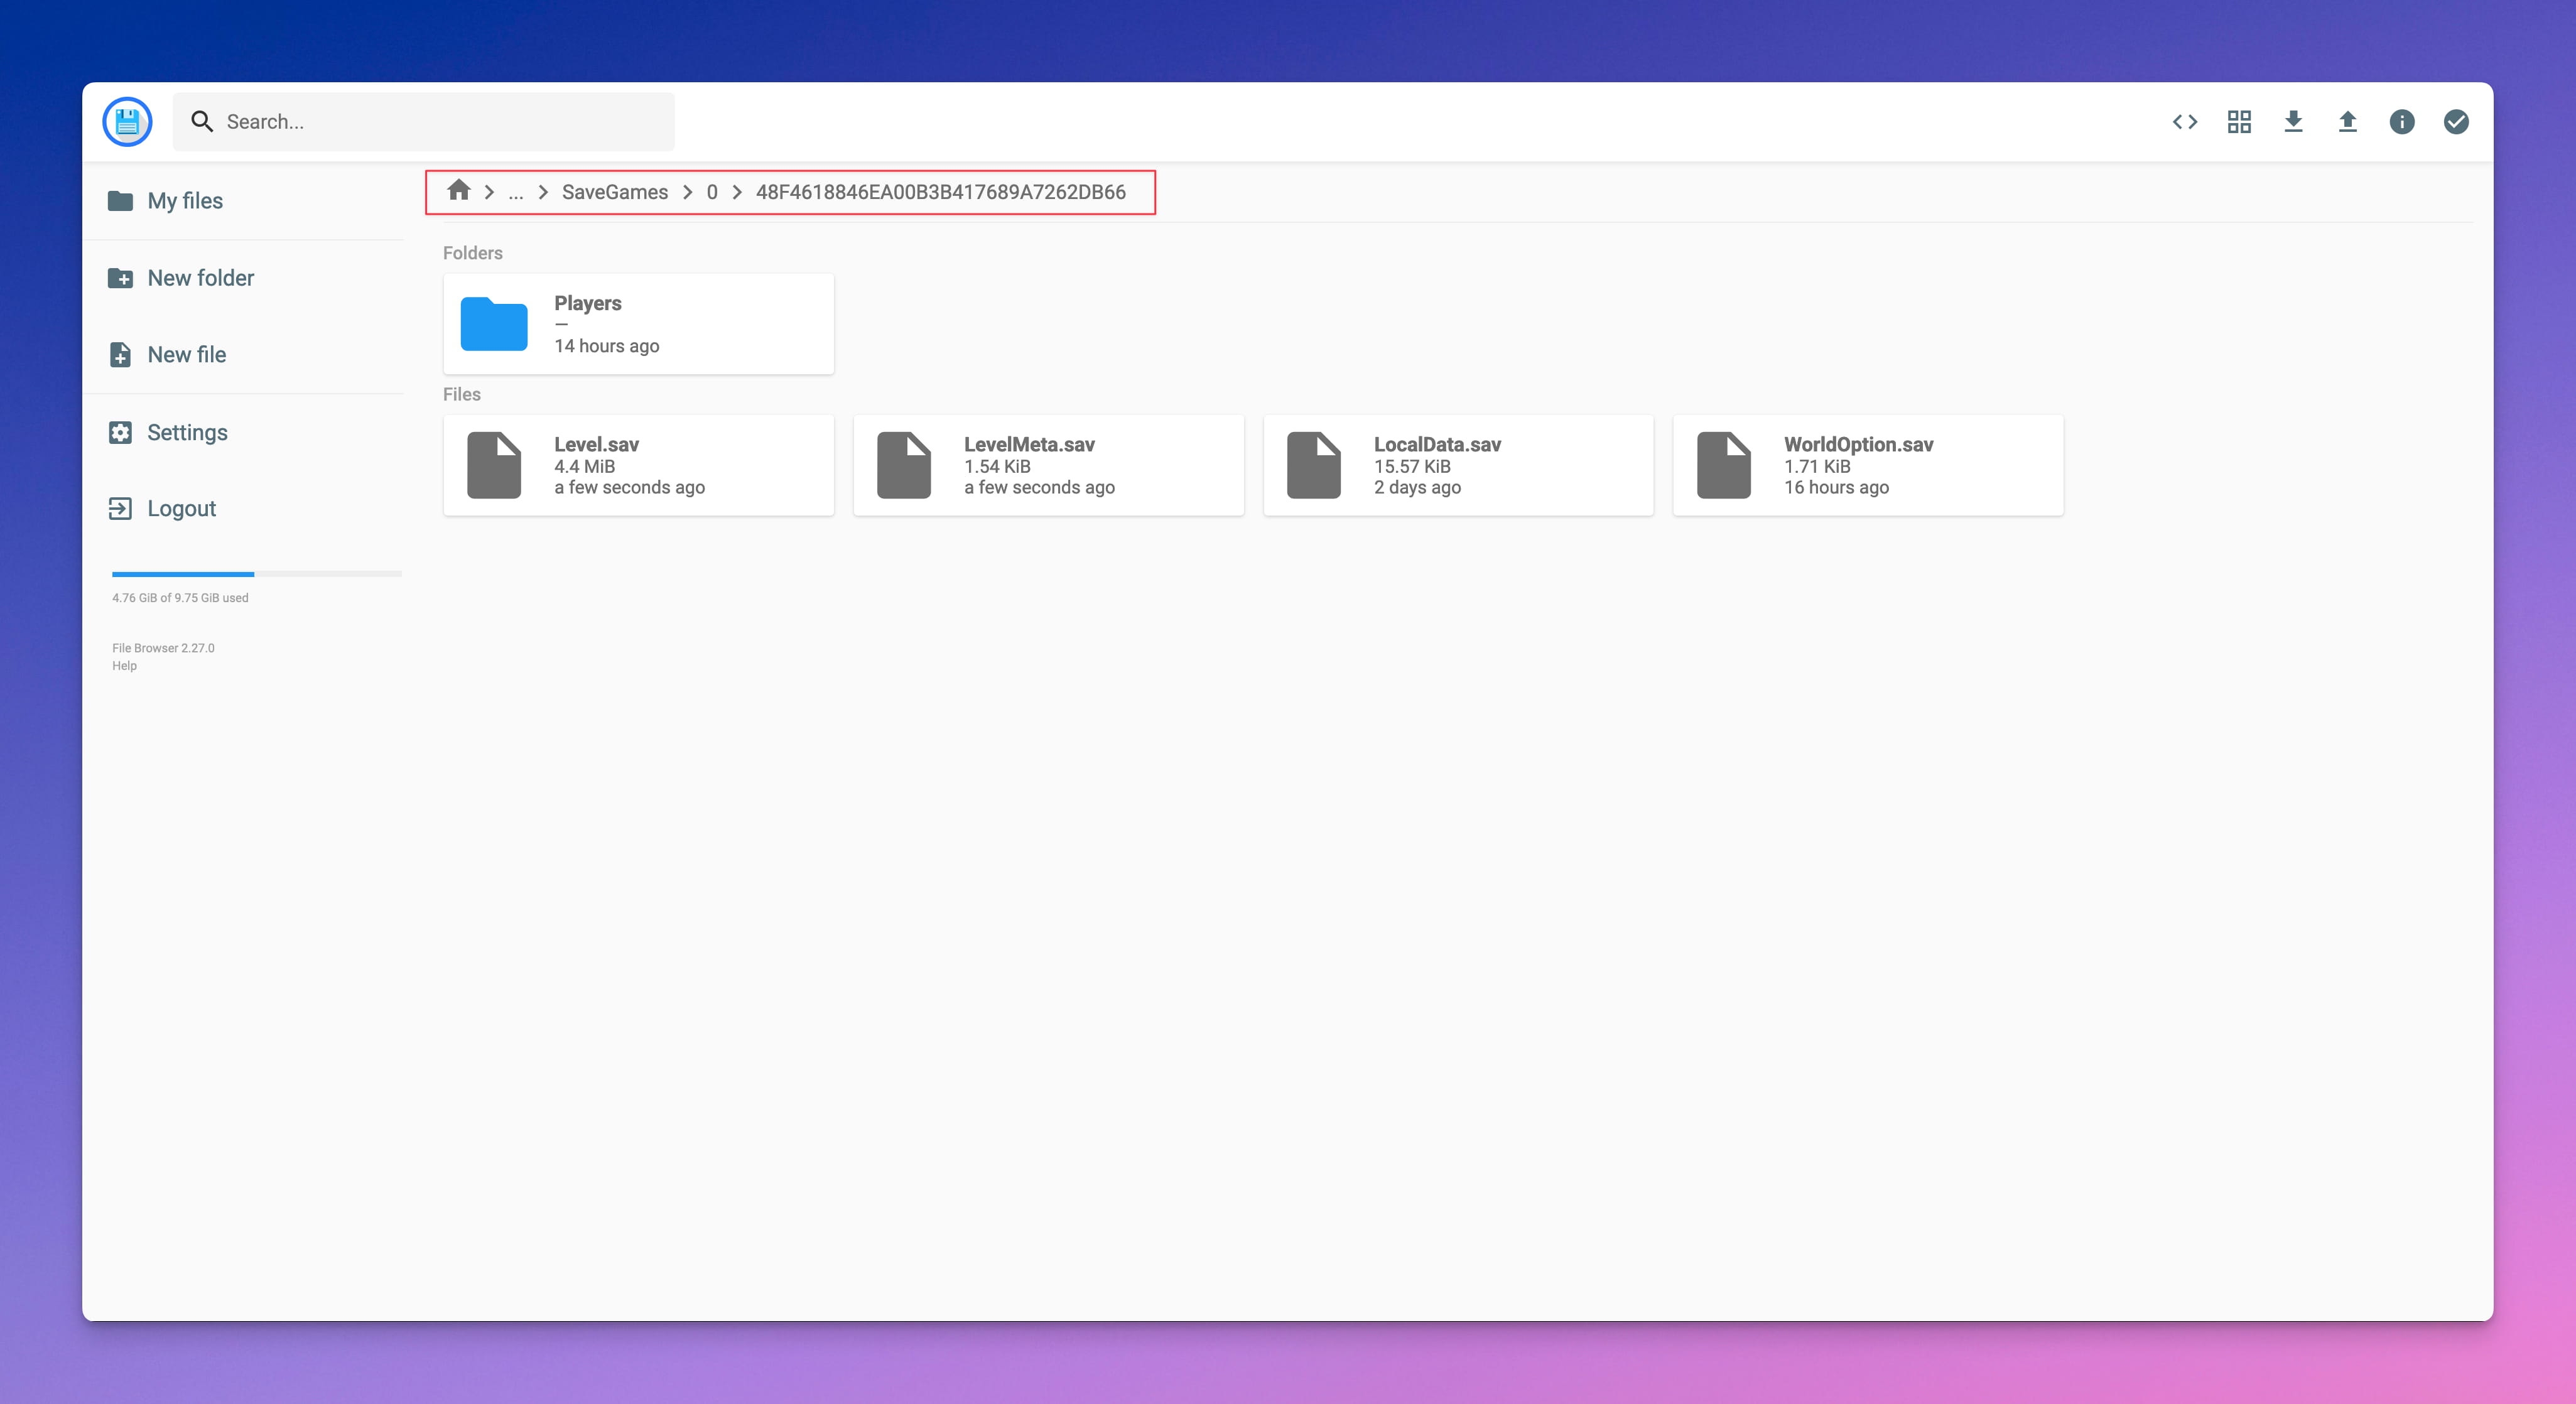 Search...
My files
New folder
New file
Settings
Logout
4.76 GiB of 9.75 GiB used
File Browser 2.27.0
Help
... SaveGames 0 48F4618846EA00B3B417689A7262DB66
Folders
Players
—
14 hours ago
Files
Level.sav
4.4 MiB
a few seconds ago
LevelMeta.sav
1.54 KiB
a few seconds ago
LocalData.sav
15.57 KiB
2 days ago
WorldOption.sav
1.71 KiB
16 hours ago